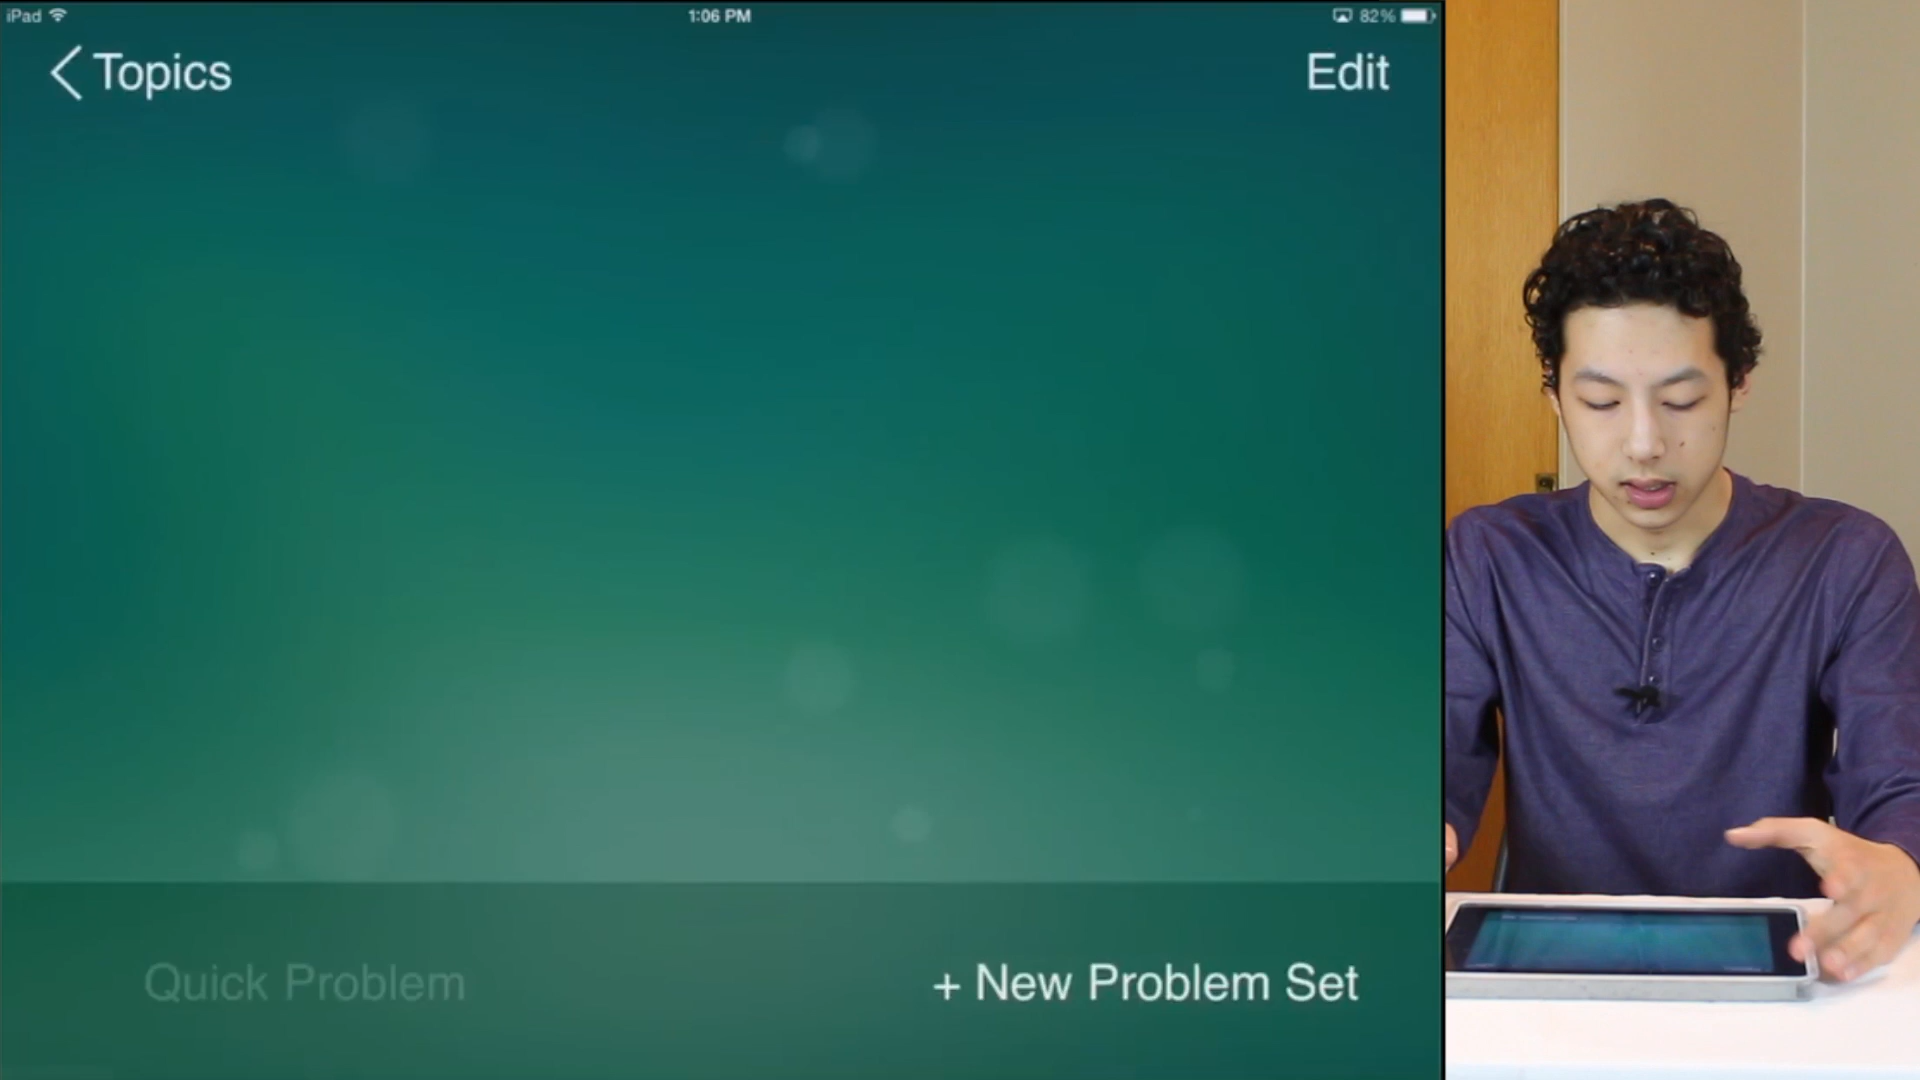 iPad
1:06 PM
82%
Topics
Edit
Quick Problem
+ New Problem Set